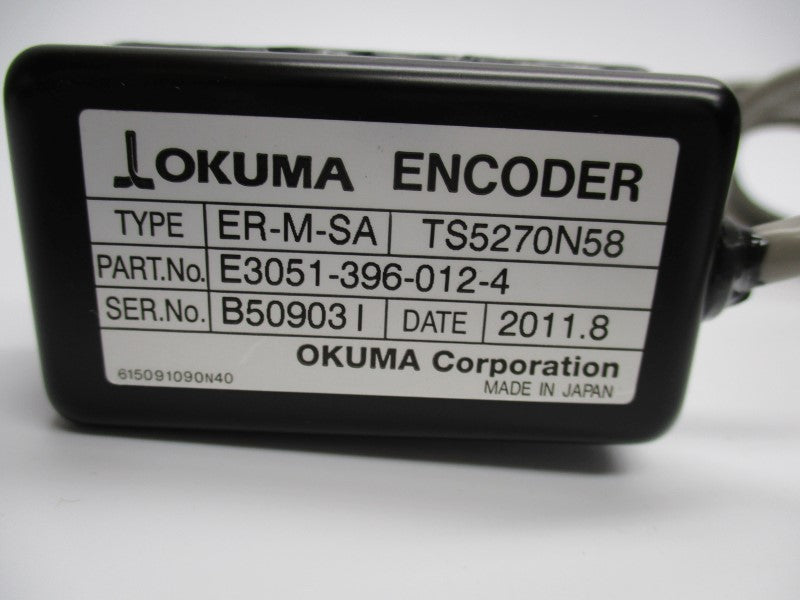 OKUMA ENCODER
TYPE ER-M-SA TS5270N58
PART.No. E3051-396-012-4
SER.No. B50903I DATE 2011.8
OKUMA Corporation
615091090N40 MADE IN JAPAN